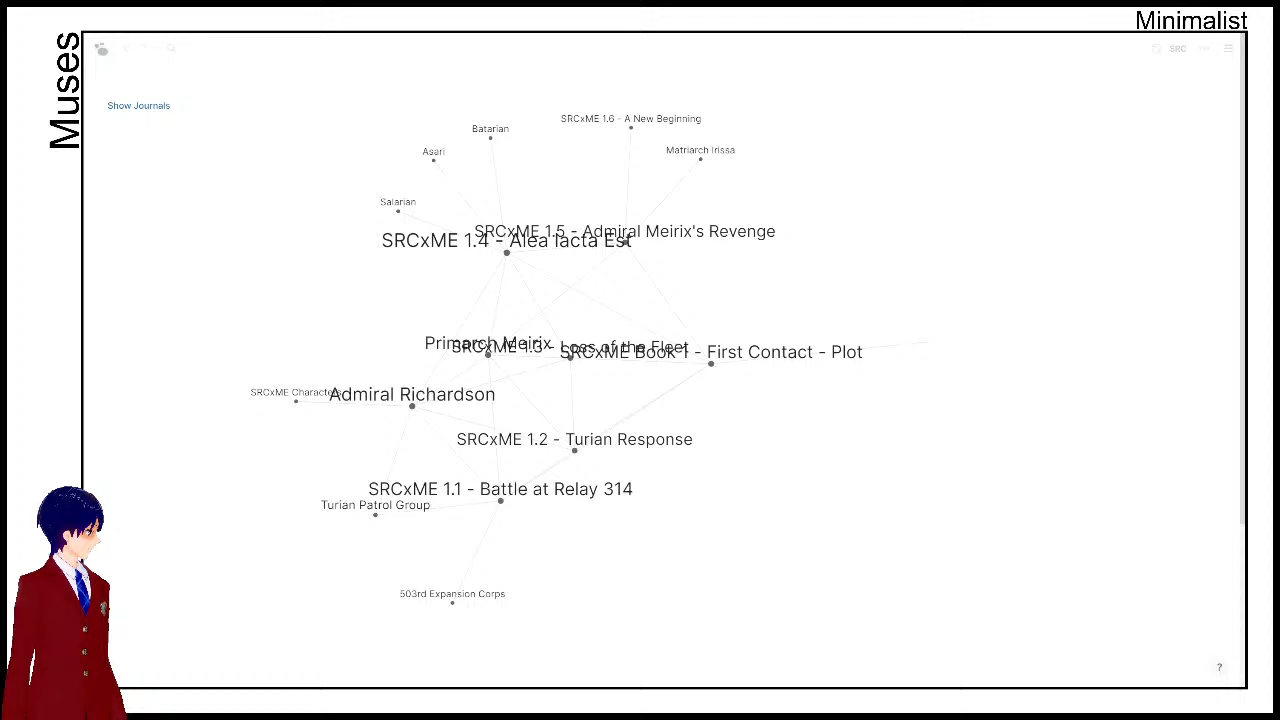 Minimalist
Muses
SRC
Show Journals
SRCxME 1.6 - A New Beginning
Batarian
Matriarch Irissa
Asari
Salarian
SRCxME 1.5 - Admiral Meirix's Revenge
SRCxME 1.4 - Alea Iacta Est
Primarch Meirix
SRCxME 1.3 - Loss of the Fleet
SRCxME Book 1 - First Contact - Plot
SRCxME Characters
Admiral Richardson
SRCxME 1.2 - Turian Response
SRCxME 1.1 - Battle at Relay 314
Turian Patrol Group
503rd Expansion Corps
?